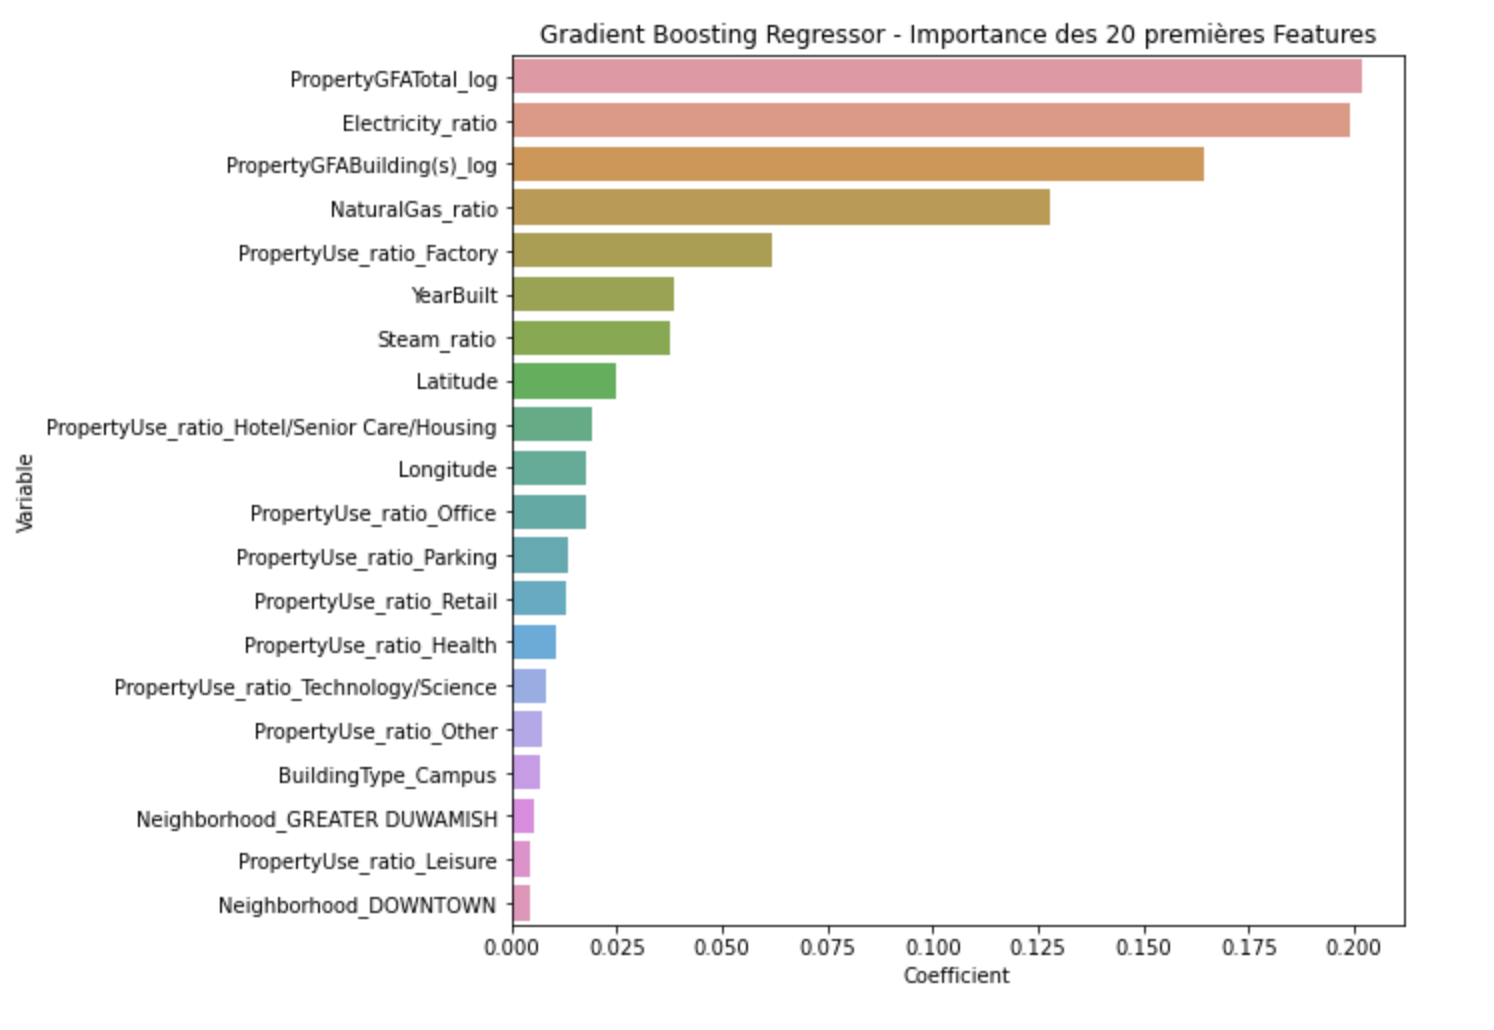 Gradient Boosting Regressor - Importance des 20 premières Features
PropertyGFATotal_log
Electricity_ratio
PropertyGFABuilding(s)_log
NaturalGas_ratio
PropertyUse_ratio_Factory
YearBuilt
Steam_ratio
Latitude
PropertyUse_ratio_Hotel/Senior Care/Housing
Longitude
PropertyUse_ratio_Office
PropertyUse_ratio_Parking
PropertyUse_ratio_Retail
PropertyUse_ratio_Health
PropertyUse_ratio_Technology/Science
PropertyUse_ratio_Other
BuildingType_Campus
Neighborhood_GREATER DUWAMISH
PropertyUse_ratio_Leisure
Neighborhood_DOWNTOWN
Variable
0.000 0.025 0.050 0.075 0.100 0.125 0.150 0.175 0.200
Coefficient